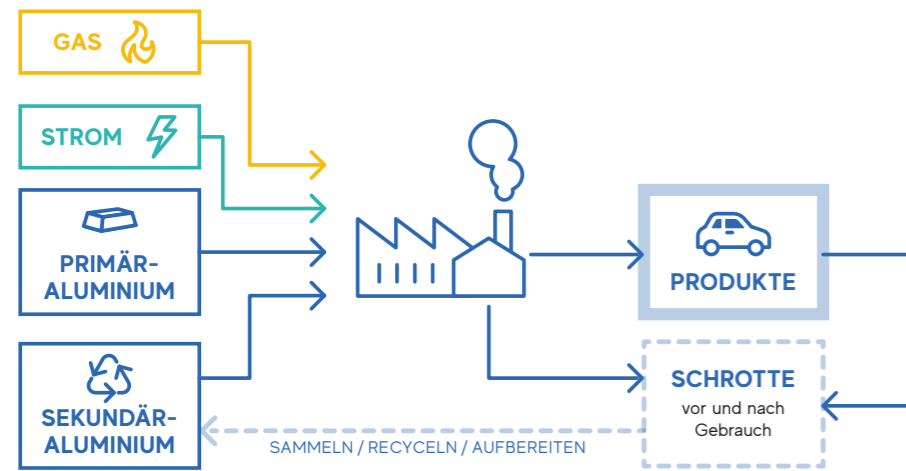 GAS
STROM
PRIMÄR-
ALUMINIUM
SEKUNDÄR-
ALUMINIUM
PRODUKTE
SCHROTTE
vor und nach
Gebrauch
SAMMELN / RECYCELN / AUFBEREITEN